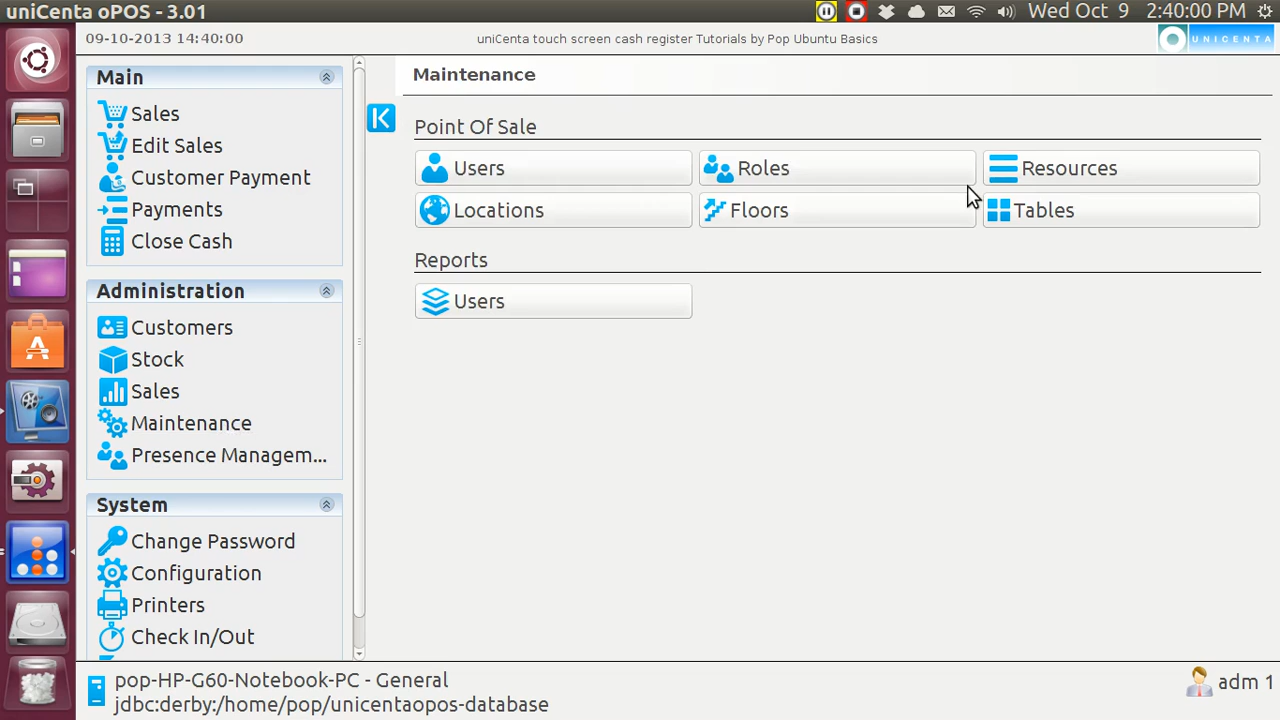 uniCenta oPOS - 3.01
Wed Oct 9 2:40:00 PM
09-10-2013 14:40:00
uniCenta touch screen cash register Tutorials by Pop Ubuntu Basics
UNICENTA
Main
Sales
Edit Sales
Customer Payment
Payments
Close Cash
Administration
Customers
Stock
Sales
Maintenance
Presence Managem...
System
Change Password
Configuration
Printers
Check In/Out
Maintenance
Point Of Sale
Users
Roles
Resources
Locations
Floors
Tables
Reports
Users
pop-HP-G60-Notebook-PC - General
jdbc:derby:/home/pop/unicentaopos-database
adm 1